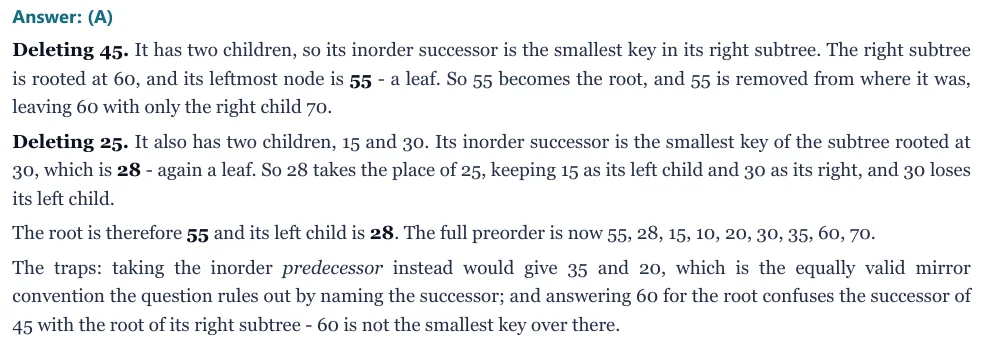 Answer: (A)
Deleting 45. It has two children, so its inorder successor is the smallest key in its right subtree. The right subtree
is rooted at 60, and its leftmost node is 55 - a leaf. So 55 becomes the root, and 55 is removed from where it was,
leaving 60 with only the right child 70.
Deleting 25. It also has two children, 15 and 30. Its inorder successor is the smallest key of the subtree rooted at
30, which is 28 - again a leaf. So 28 takes the place of 25, keeping 15 as its left child and 30 as its right, and 30 loses
its left child.
The root is therefore 55 and its left child is 28. The full preorder is now 55, 28, 15, 10, 20, 30, 35, 60, 70.
The traps: taking the inorder predecessor instead would give 35 and 20, which is the equally valid mirror
convention the question rules out by naming the successor; and answering 60 for the root confuses the successor of
45 with the root of its right subtree - 60 is not the smallest key over there.